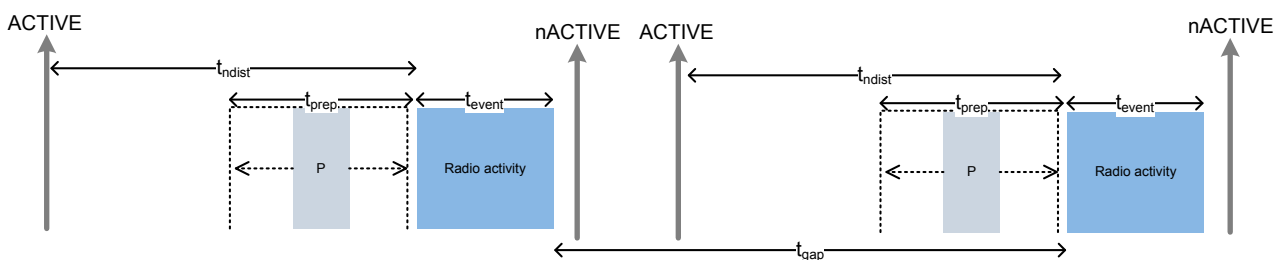 ACTIVE
nACTIVE
ACTIVE
nACTIVE
tndist
tndist
tprep
tevent
tprep
tevent
P
Radio activity
P
Radio activity
tgap